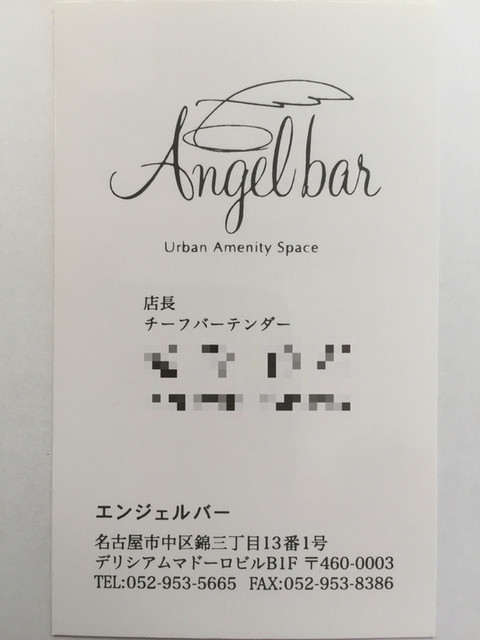 Angel bar
Urban Amenity Space
店長
チーフバーテンダー
エンジェルバー
名古屋市中区錦三丁目13番1号
デリシアムマドーロビルB1F 〒460-0003
TEL:052-953-5665 FAX:052-953-8386